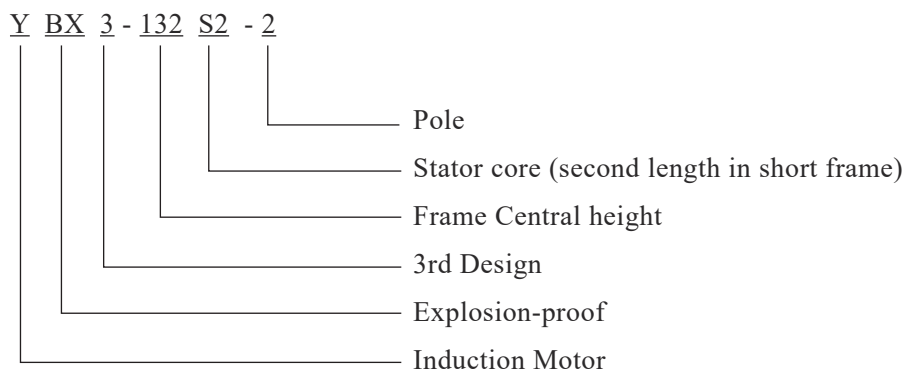 Y BX 3 - 132 S2 - 2
Pole
Stator core (second length in short frame)
Frame Central height
3rd Design
Explosion-proof
Induction Motor